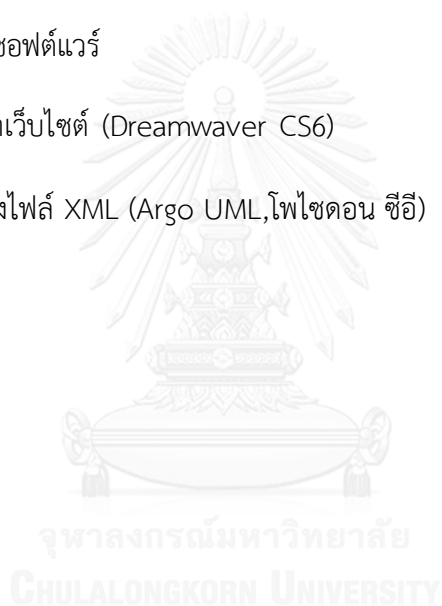 ซอฟต์แวร์
เว็บไซต์ (Dreamwaver CS6)
ไฟล์ XML (Argo UML,โพไซดอน ซีอี)
จุฬาลงกรณ์มหาวิทยาลัย
CHULALONGKORN UNIVERSITY